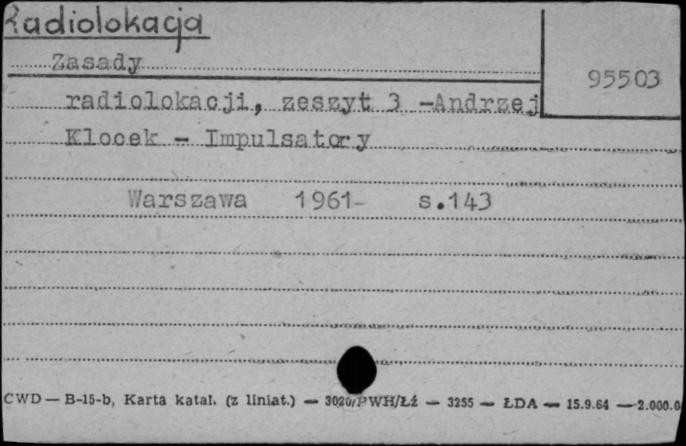 Radiolokacja
Zasady
95503
radiolokacji, zeszyt 3 -Andrzej
Klocek - Impulsatory
Warszawa 1961- s.143
CWD — B-15-b, Karta katal. (z liniat.) — 3020/PWH/Łź — 3255 — ŁDA — 15.9.64 — 2.000.0